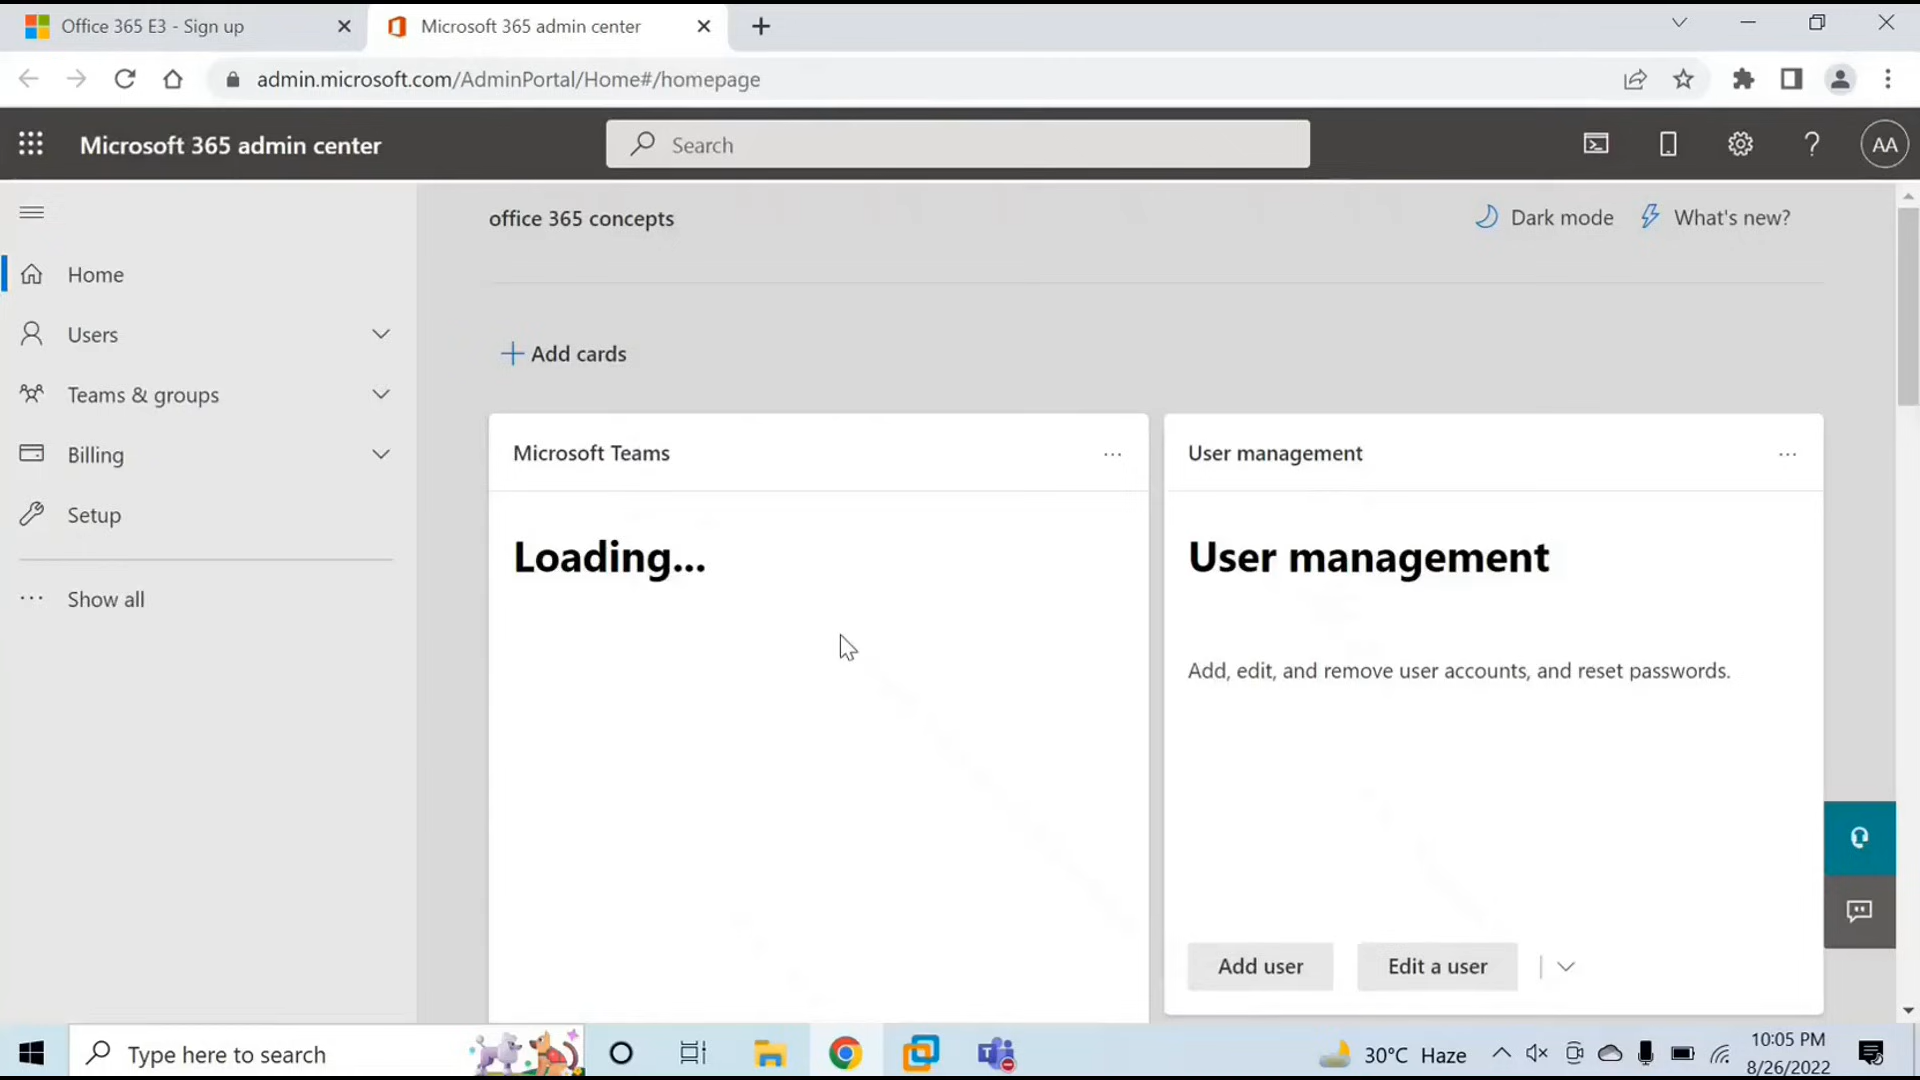 Office 365 E3 - Sign up
Microsoft 365 admin center
admin.microsoft.com/AdminPortal/Home#/homepage
Microsoft 365 admin center
Search
AA
office 365 concepts
Dark mode
What's new?
Home
Users
Teams & groups
Billing
Setup
Show all
Add cards
Microsoft Teams
Loading...
User management
User management
Add, edit, and remove user accounts, and reset passwords.
Add user
Edit a user
Type here to search
30°C Haze
10:05 PM
8/26/2022